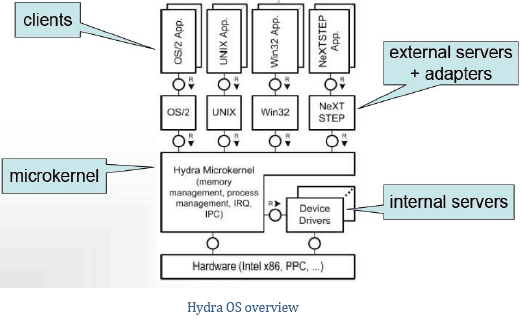 clients
OS/2 App.
UNIX App.
Win32 App.
NeXTSTEP
App.
external servers
+ adapters
R
R
R
R
OS/2
UNIX
Win32
NeXT
STEP
R
R
R
R
microkernel
Hydra Microkernel
(memory
management, process
management, IRQ,
IPC)
R
Device
Drivers
internal servers
Hardware (Intel x86, PPC, ...)
Hydra OS overview